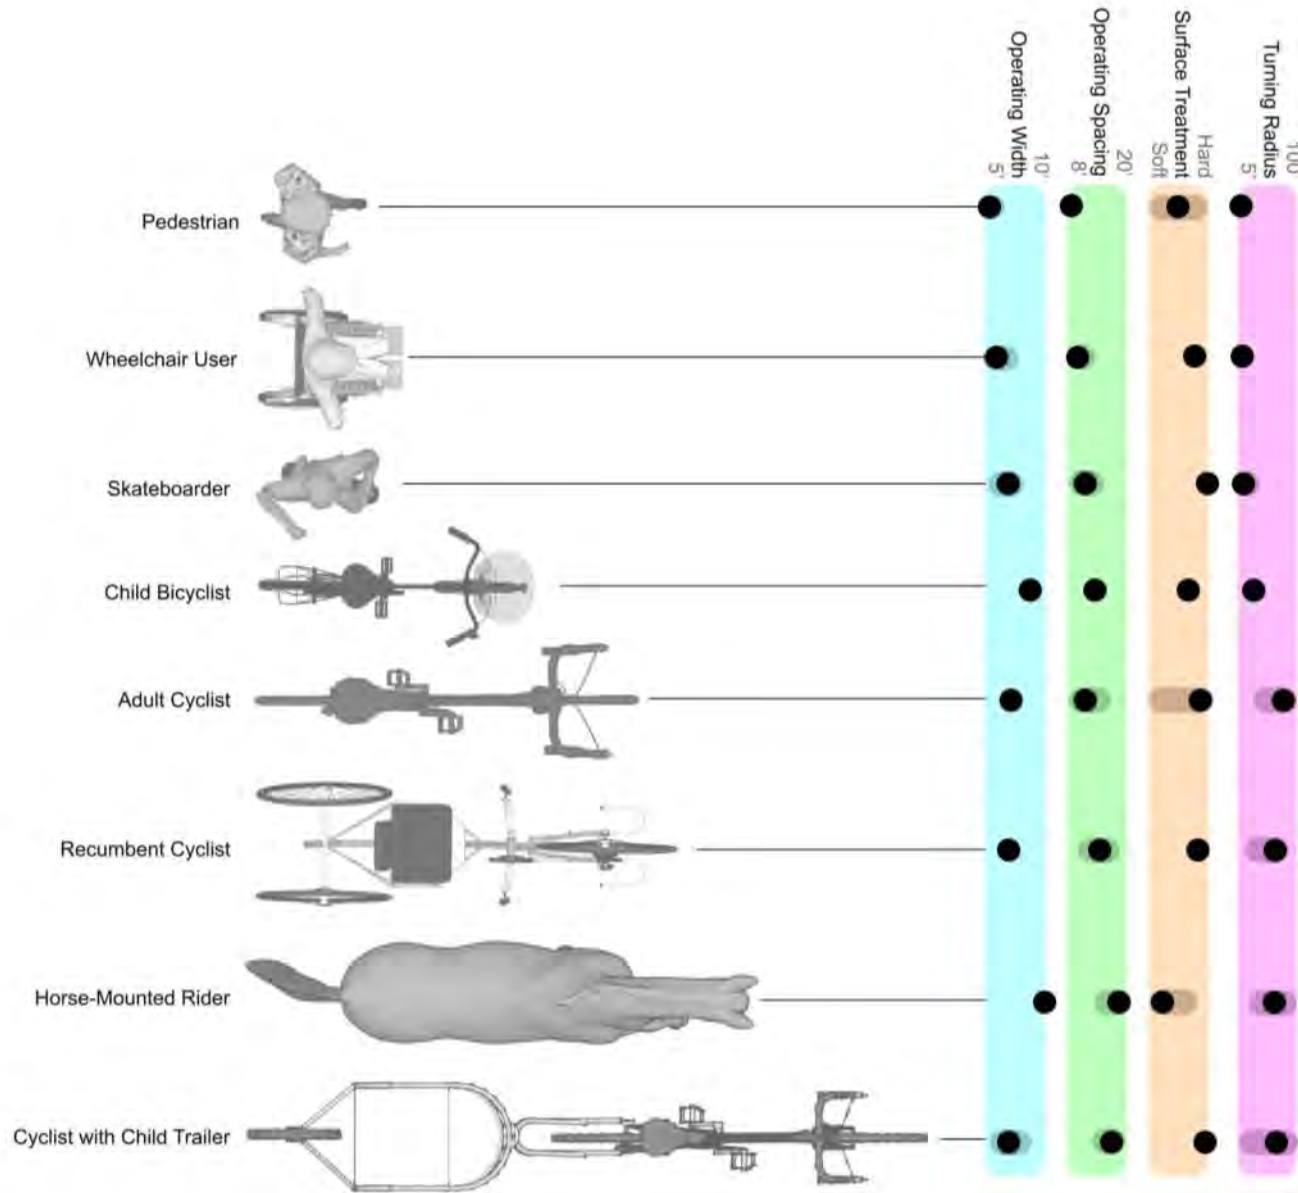 Operating Width
5'
10'
Operating Spacing
8'
20'
Surface Treatment
Soft
Hard
Turning Radius
5'
100'
Pedestrian
Wheelchair User
Skateboarder
Child Bicyclist
Adult Cyclist
Recumbent Cyclist
Horse-Mounted Rider
Cyclist with Child Trailer